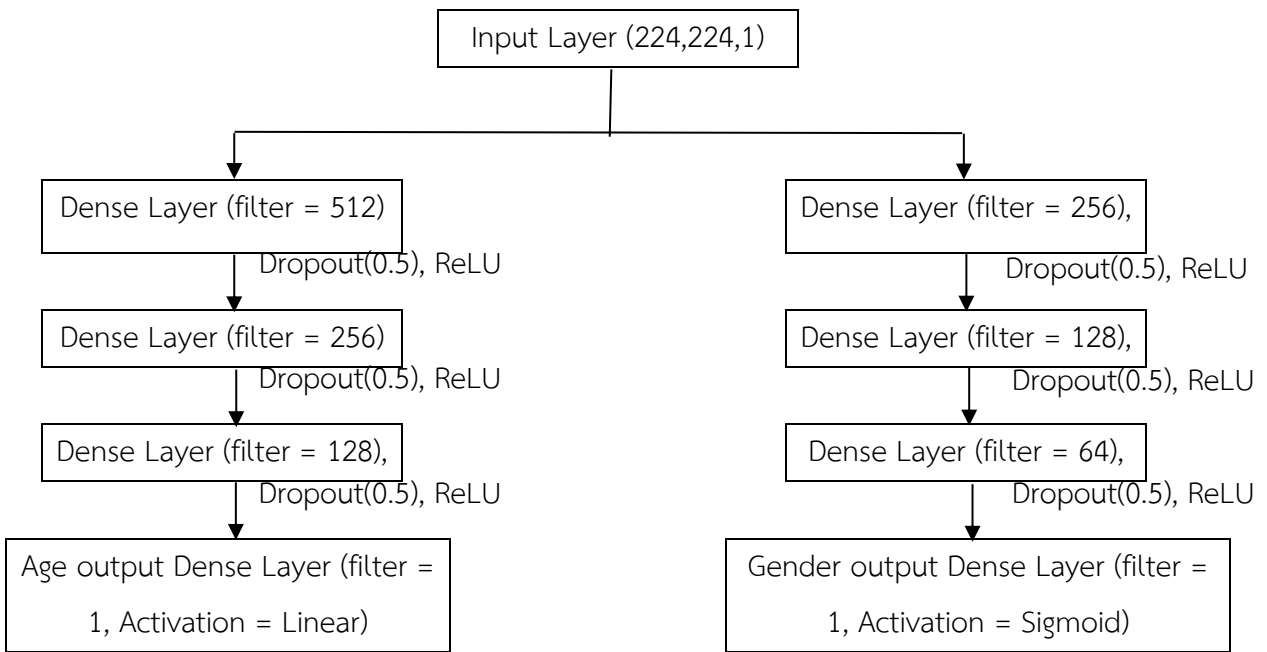 Input Layer (224,224,1)
Dense Layer (filter = 512)
Dropout(0.5), ReLU
Dense Layer (filter = 256)
Dropout(0.5), ReLU
Dense Layer (filter = 128),
Dropout(0.5), ReLU
Age output Dense Layer (filter =
1, Activation = Linear)
Dense Layer (filter = 256),
Dropout(0.5), ReLU
Dense Layer (filter = 128),
Dropout(0.5), ReLU
Dense Layer (filter = 64),
Dropout(0.5), ReLU
Gender output Dense Layer (filter =
1, Activation = Sigmoid)